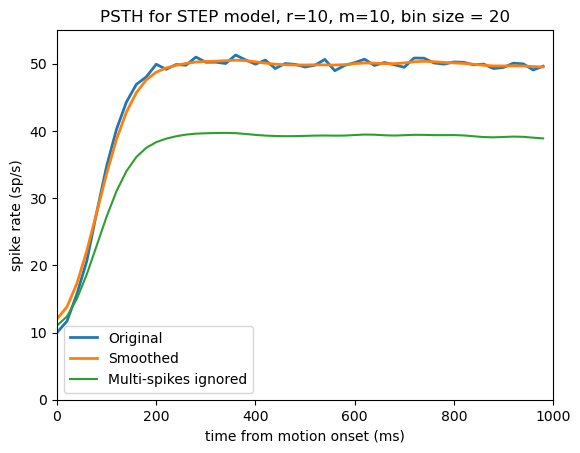 PSTH for STEP model, r=10, m=10, bin size = 20
spike rate (sp/s)
50
40
30
20
10
0
Original
Smoothed
Multi-spikes ignored
0 200 400 600 800 1000
time from motion onset (ms)